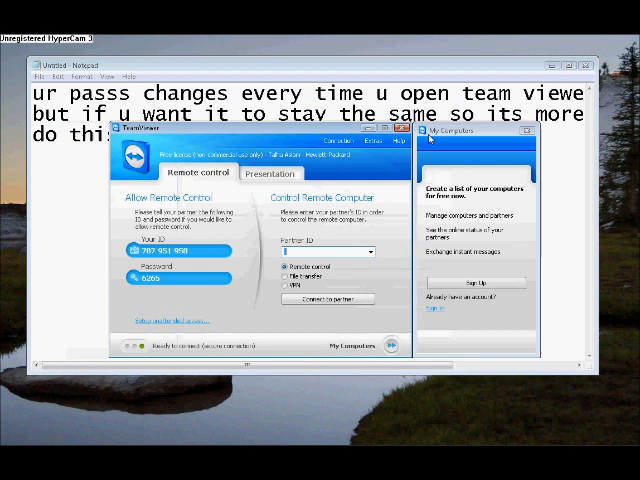 Unregistered HyperCam 3
Untitled - Notepad
File Edit Format View Help
ur passs changes every time u open team viewe
but if u want it to stay the same so its more
do this
TeamViewer
Connection Extras Help
Free license (non commercial use only) - Talha Aslam - Hewlett Packard
Remote control
Presentation
Allow Remote Control
Please tell your partner the following
ID and password if you would like to
allow remote control.
Your ID
787 951 958
Password
6265
Setup unattended access...
Control Remote Computer
Please enter your partner's ID in order
to control the remote computer.
Partner ID
Remote control
File transfer
VPN
Connect to partner
Ready to connect (secure connection)
My Computers
My Computers
Create a list of your computers
for free now.
Manage computers and partners
See the online status of your
partners
Exchange instant messages
Sign Up
Already have an account?
Sign In